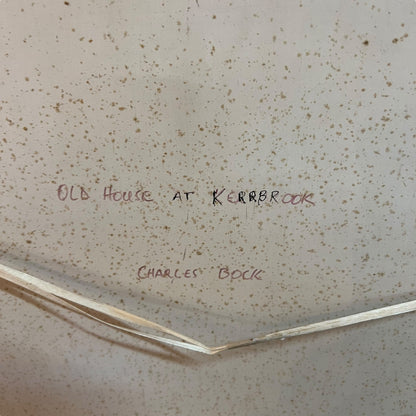 OLD HOUSE AT KERRBROOK
CHARLES BOCK